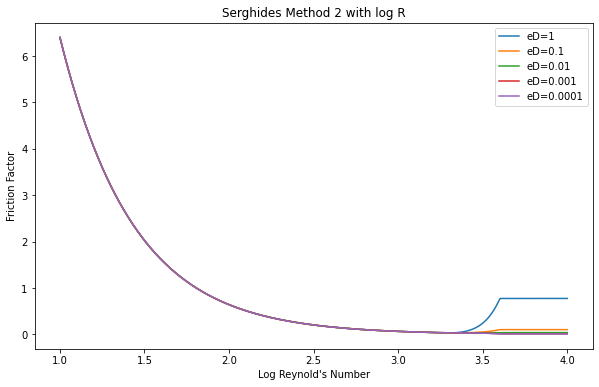 Serghides Method 2 with log R
eD=1
eD=0.1
eD=0.01
eD=0.001
eD=0.0001
Friction Factor
6
5
4
3
2
1
0
1.0 1.5 2.0 2.5 3.0 3.5 4.0
Log Reynold's Number